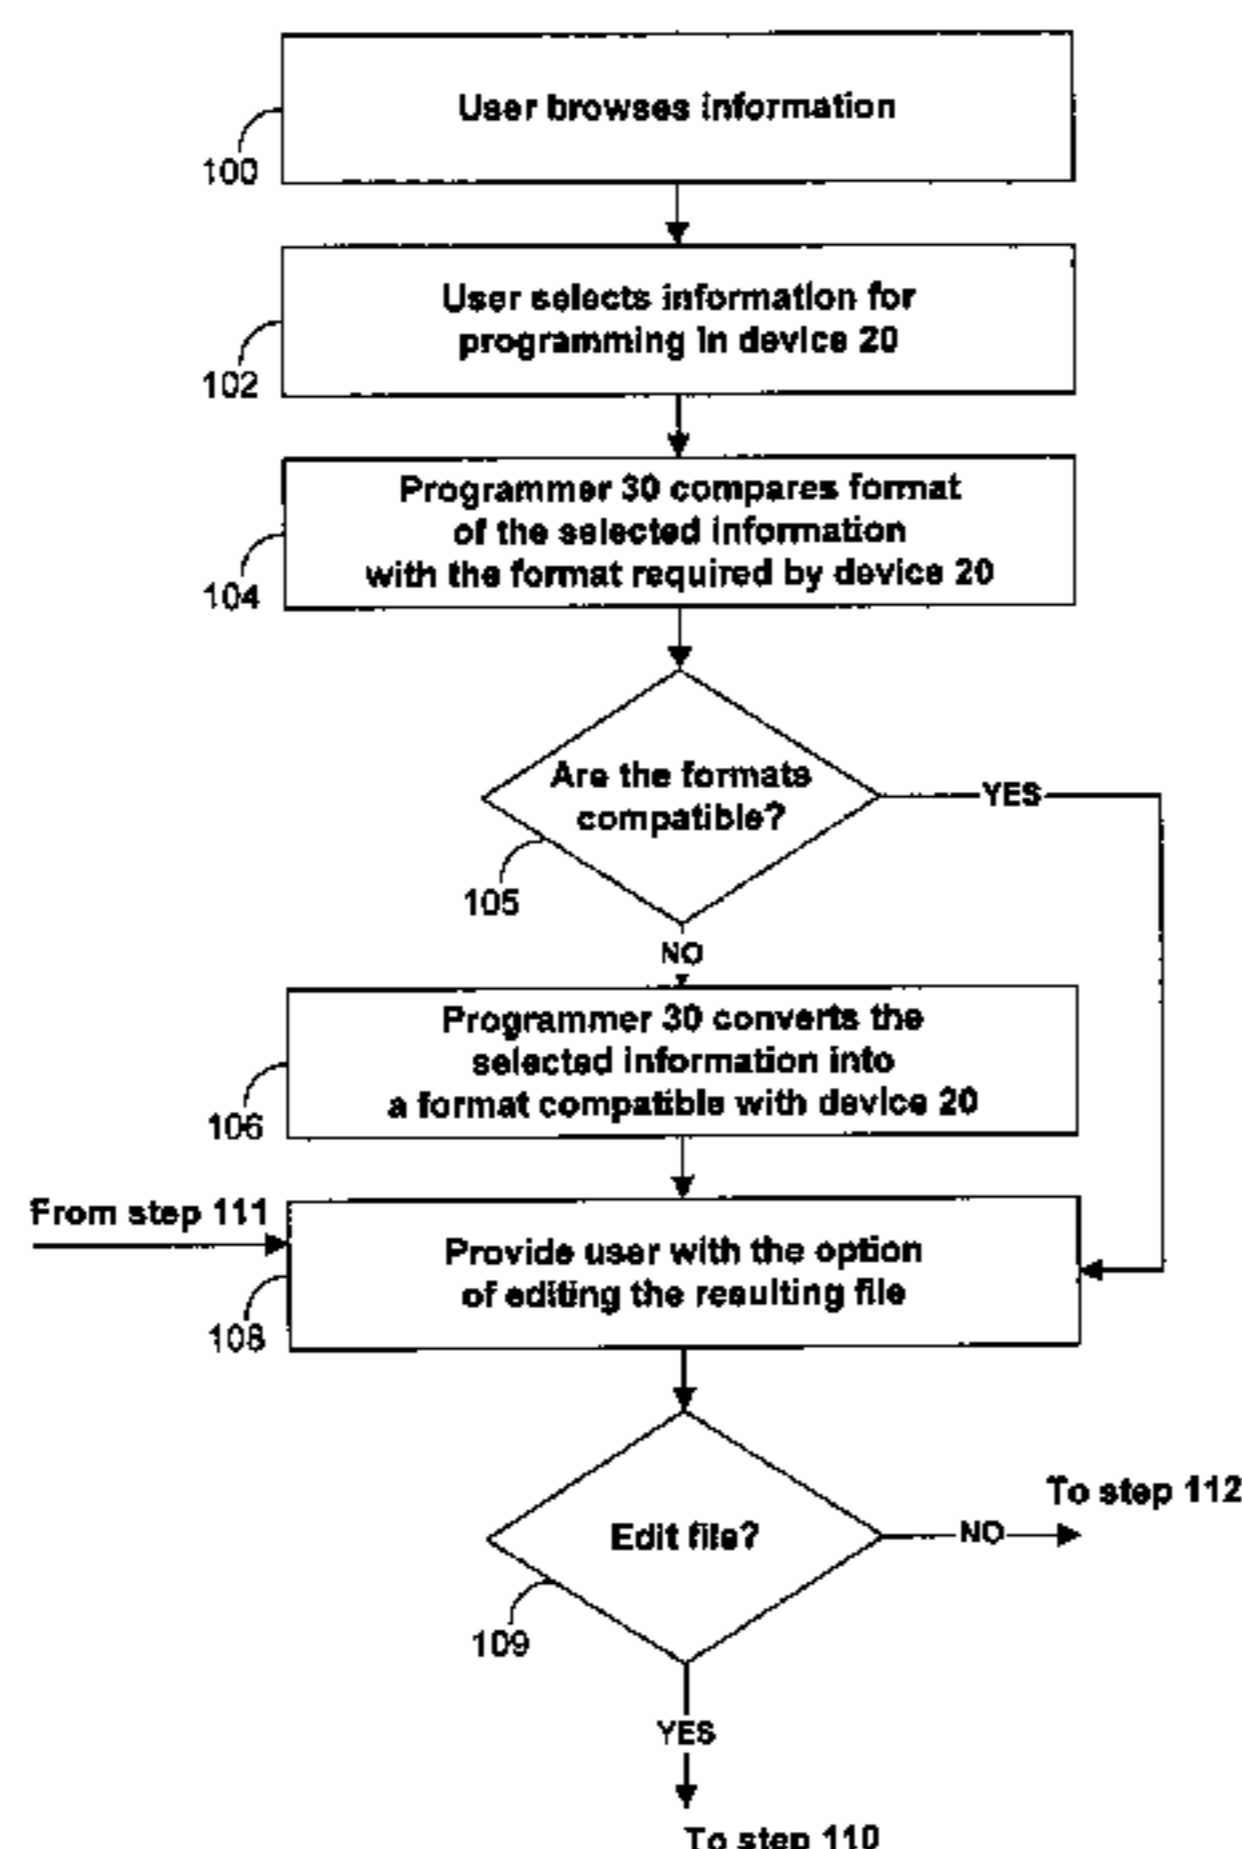 User browses information
100
User selects information for
programming in device 20
102
Programmer 30 compares format
of the selected information
with the format required by device 20
104
Are the formats
compatible?
YES
105
NO
Programmer 30 converts the
selected information into
a format compatible with device 20
106
From step 111
Provide user with the option
of editing the resulting file
108
To step 112
Edit file?
NO
109
YES
To step 110